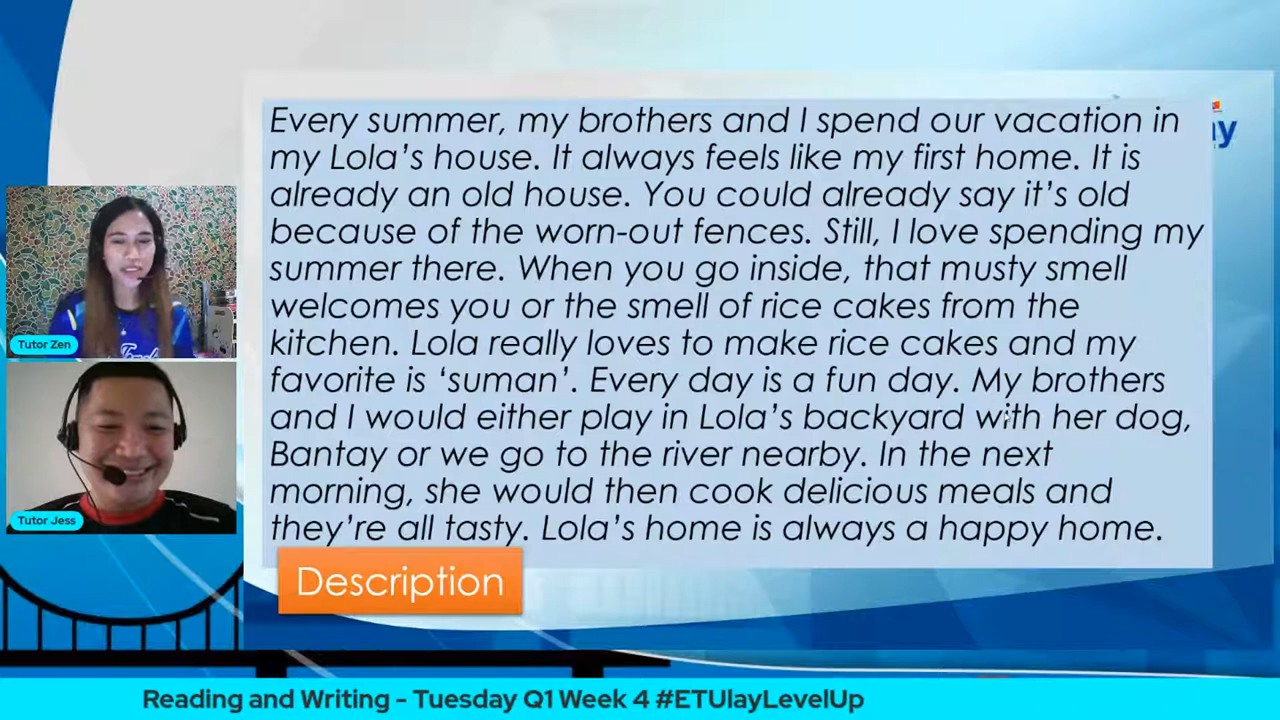 Every summer, my brothers and I spend our vacation in
my Lola's house. It always feels like my first home. It is
already an old house. You could already say it's old
because of the worn-out fences. Still, I love spending my
summer there. When you go inside, that musty smell
welcomes you or the smell of rice cakes from the
kitchen. Lola really loves to make rice cakes and my
favorite is 'suman'. Every day is a fun day. My brothers
and I would either play in Lola's backyard with her dog,
Bantay or we go to the river nearby. In the next
morning, she would then cook delicious meals and
they're all tasty. Lola's home is always a happy home.
Description
Tutor Zen
Tutor Jess
Reading and Writing - Tuesday Q1 Week 4 #ETUlayLevelUp